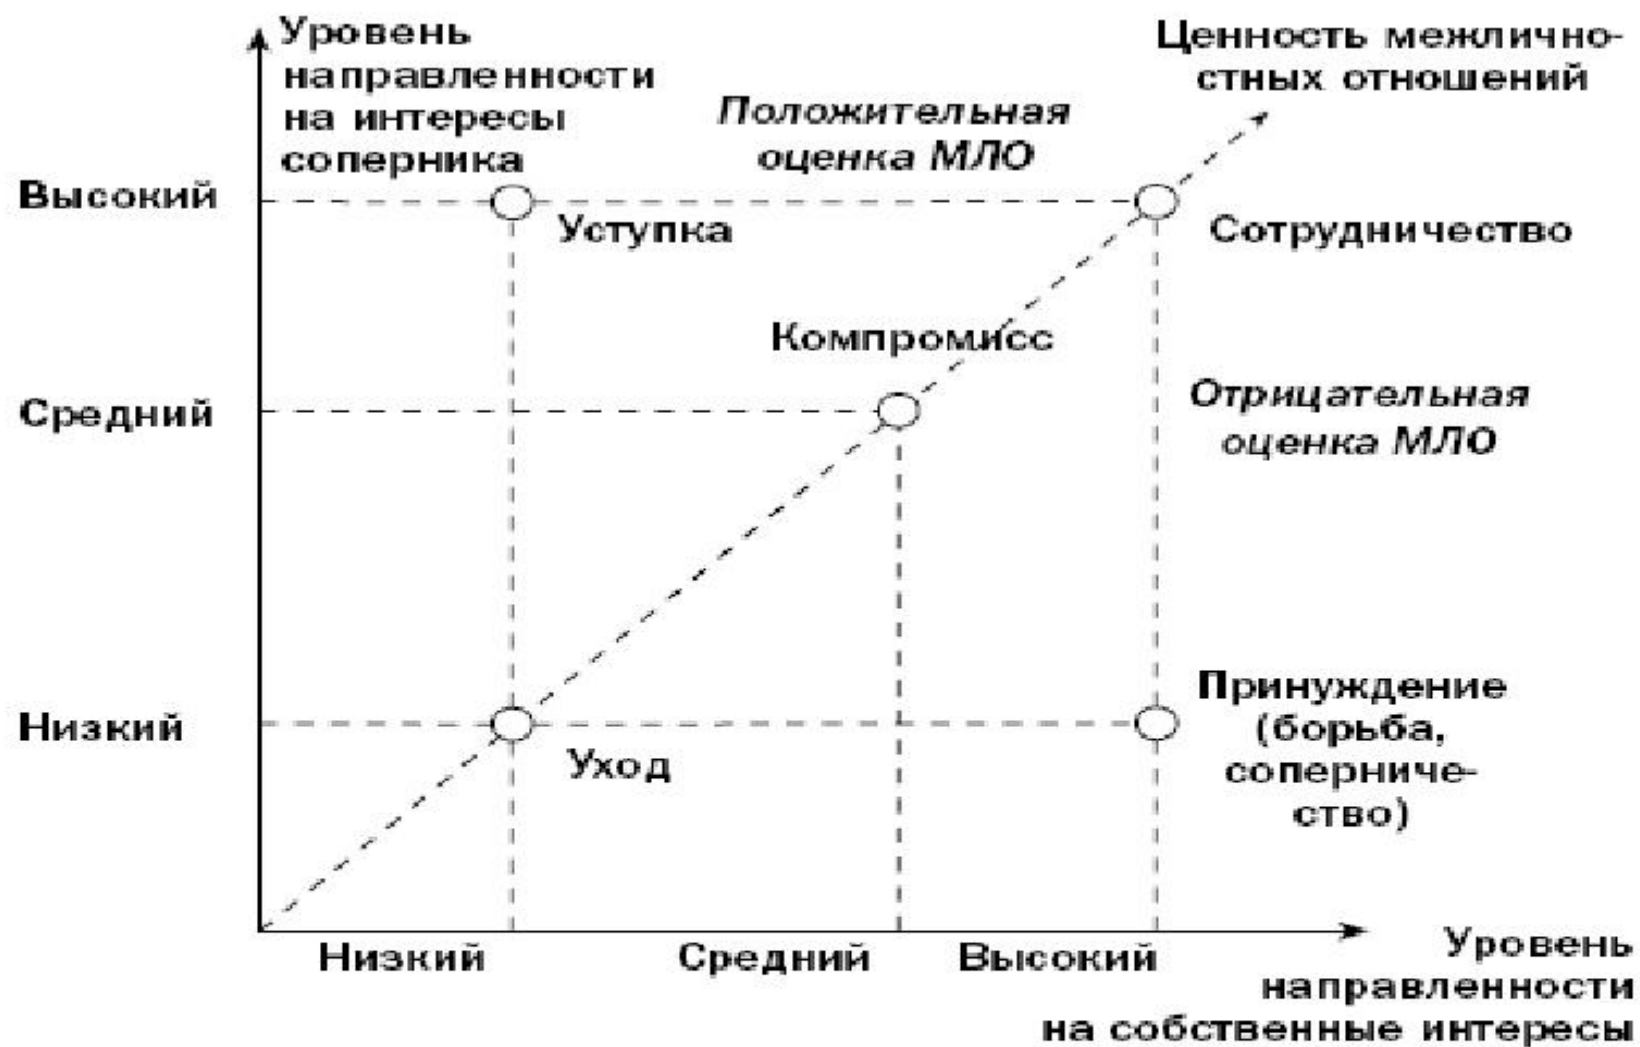 Уровень
направленности
на интересы
соперника
Ценность межлично-
стных отношений
Положительная
оценка МЛО
Высокий
Уступка
Сотрудничество
Компромисс
Средний
Отрицательная
оценка МЛО
Низкий
Уход
Принуждение
(борьба,
соперниче-
ство)
Низкий
Средний
Высокий
Уровень
направленности
на собственные интересы